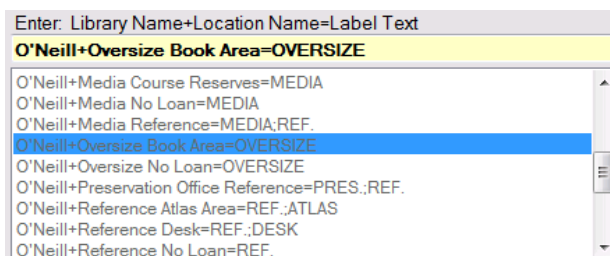 Enter: Library Name+Location Name=Label Text
O'Neill+Oversize Book Area=OVERSIZE
O'Neill+Media Course Reserves=MEDIA
O'Neill+Media No Loan=MEDIA
O'Neill+Media Reference=MEDIA;REF.
O'Neill+Oversize Book Area=OVERSIZE
O'Neill+Oversize No Loan=OVERSIZE
O'Neill+Preservation Office Reference=PRES.;REF.
O'Neill+Reference Atlas Area=REF.;ATLAS
O'Neill+Reference Desk=REF.;DESK
O'Neill+Reference No Loan=REF.